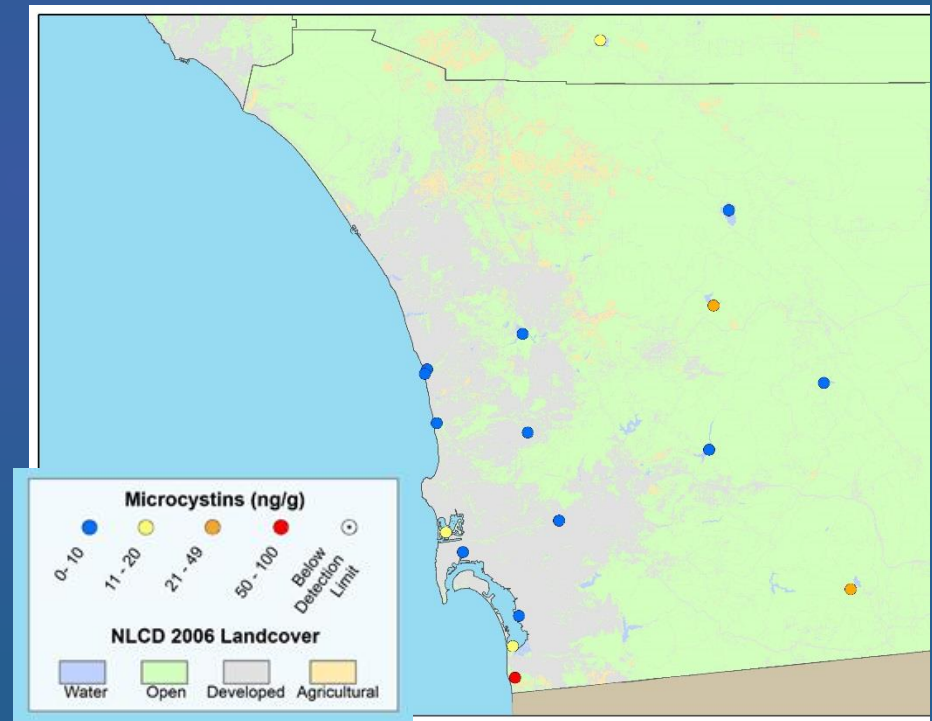 Microcystins (ng/g)
0- 10
11 - 20
21 - 49
50 - 100
Below
Detection
Limit
NLCD 2006 Landcover
Water Open Developed Agricultural